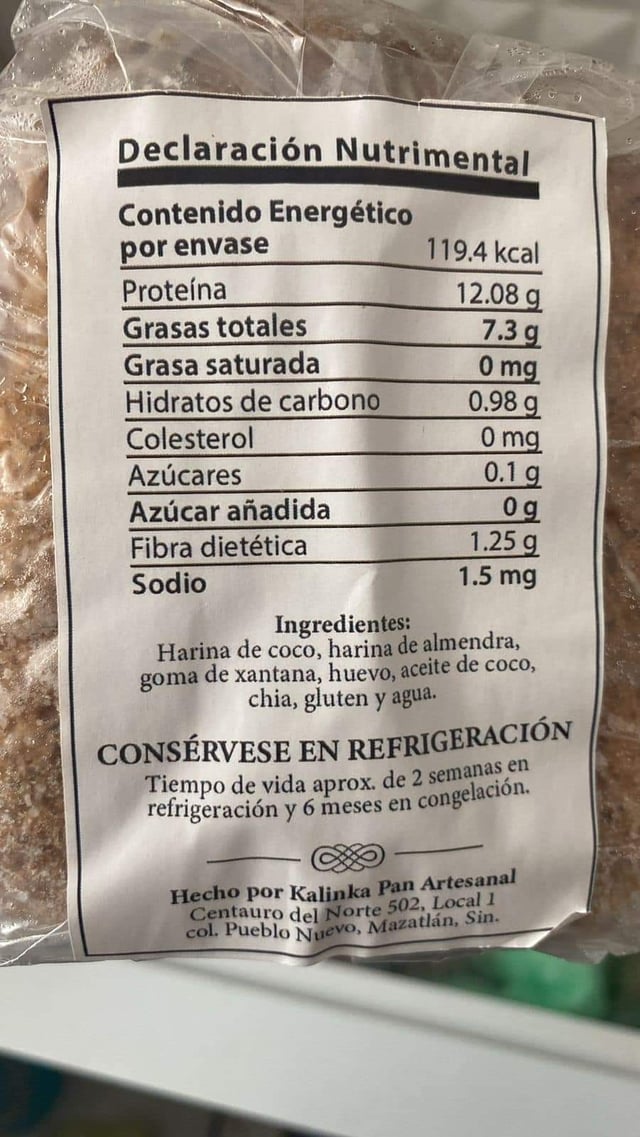 Declaración Nutrimental
Contenido Energético
por envase 119.4 kcal
Proteína 12.08 g
Grasas totales 7.3 g
Grasa saturada 0 mg
Hidratos de carbono 0.98 g
Colesterol 0 mg
Azúcares 0.1 g
Azúcar añadida 0 g
Fibra dietética 1.25 g
Sodio 1.5 mg
Ingredientes:
Harina de coco, harina de almendra,
goma de xantana, huevo, aceite de coco,
chia, gluten y agua.
CONSÉRVESE EN REFRIGERACIÓN
Tiempo de vida aprox. de 2 semanas en
refrigeración y 6 meses en congelación.
Hecho por Kalinka Pan Artesanal
Centauro del Norte 502, Local 1
col. Pueblo Nuevo, Mazatlán, Sin.